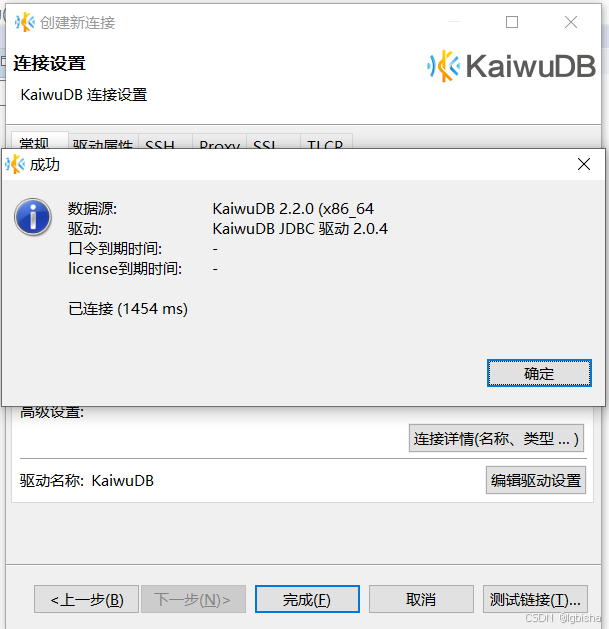 创建新连接
连接设置
KaiwuDB
KaiwuDB 连接设置
常规 驱动属性 SSH Proxy SSL TLCP
成功
数据源: KaiwuDB 2.2.0 (x86_64
驱动: KaiwuDB JDBC 驱动 2.0.4
口令到期时间: -
license到期时间: -
已连接 (1454 ms)
确定
高级设置:
连接详情(名称、类型 ... )
驱动名称: KaiwuDB
编辑驱动设置
<上一步(B) 下一步(N)> 完成(F) 取消 测试链接(T)...
CSDN @lgbisha